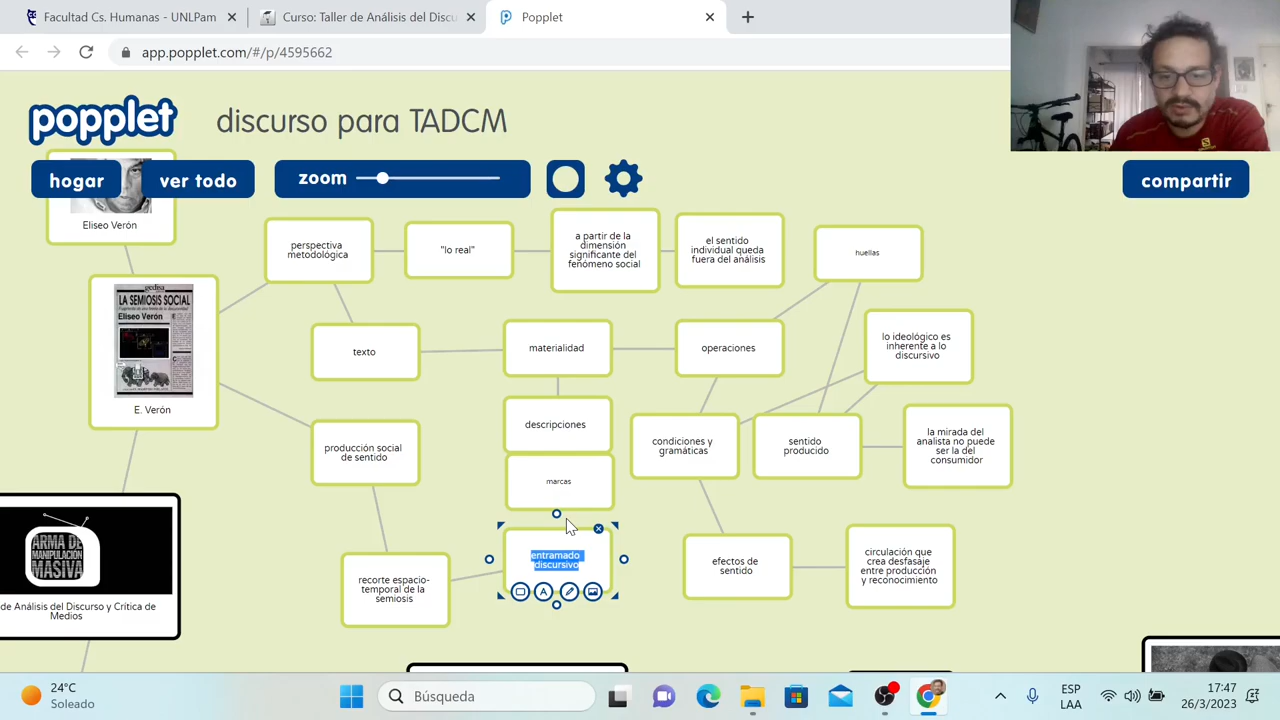 Facultad Cs. Humanas - UNLPam
Curso: Taller de Análisis del Discu
Popplet
app.popplet.com/#/p/4595662
popplet
discurso para TADCM
hogar
ver todo
zoom
compartir
Eliseo Verón
perspectiva
metodológica
"lo real"
a partir de la
dimensión
significante del
fenómeno social
el sentido
individual queda
fuera del análisis
huellas
gedisa
LA SEMIOSIS SOCIAL
Eliseo Verón
E. Verón
texto
materialidad
operaciones
lo ideológico es
inherente a lo
discursivo
producción social
de sentido
descripciones
marcas
condiciones y
gramáticas
sentido
producido
la mirada del
analista no puede
ser la del
consumidor
ARMA DE
MANIPULACIÓN
MASIVA
de Análisis del Discurso y Crítica de
Medios
recorte espacio-
temporal de la
semiosis
entramado
discursivo
A
efectos de
sentido
circulación que
crea desfasaje
entre producción
y reconocimiento
24°C
Soleado
Búsqueda
ESP
LAA
17:47
26/3/2023